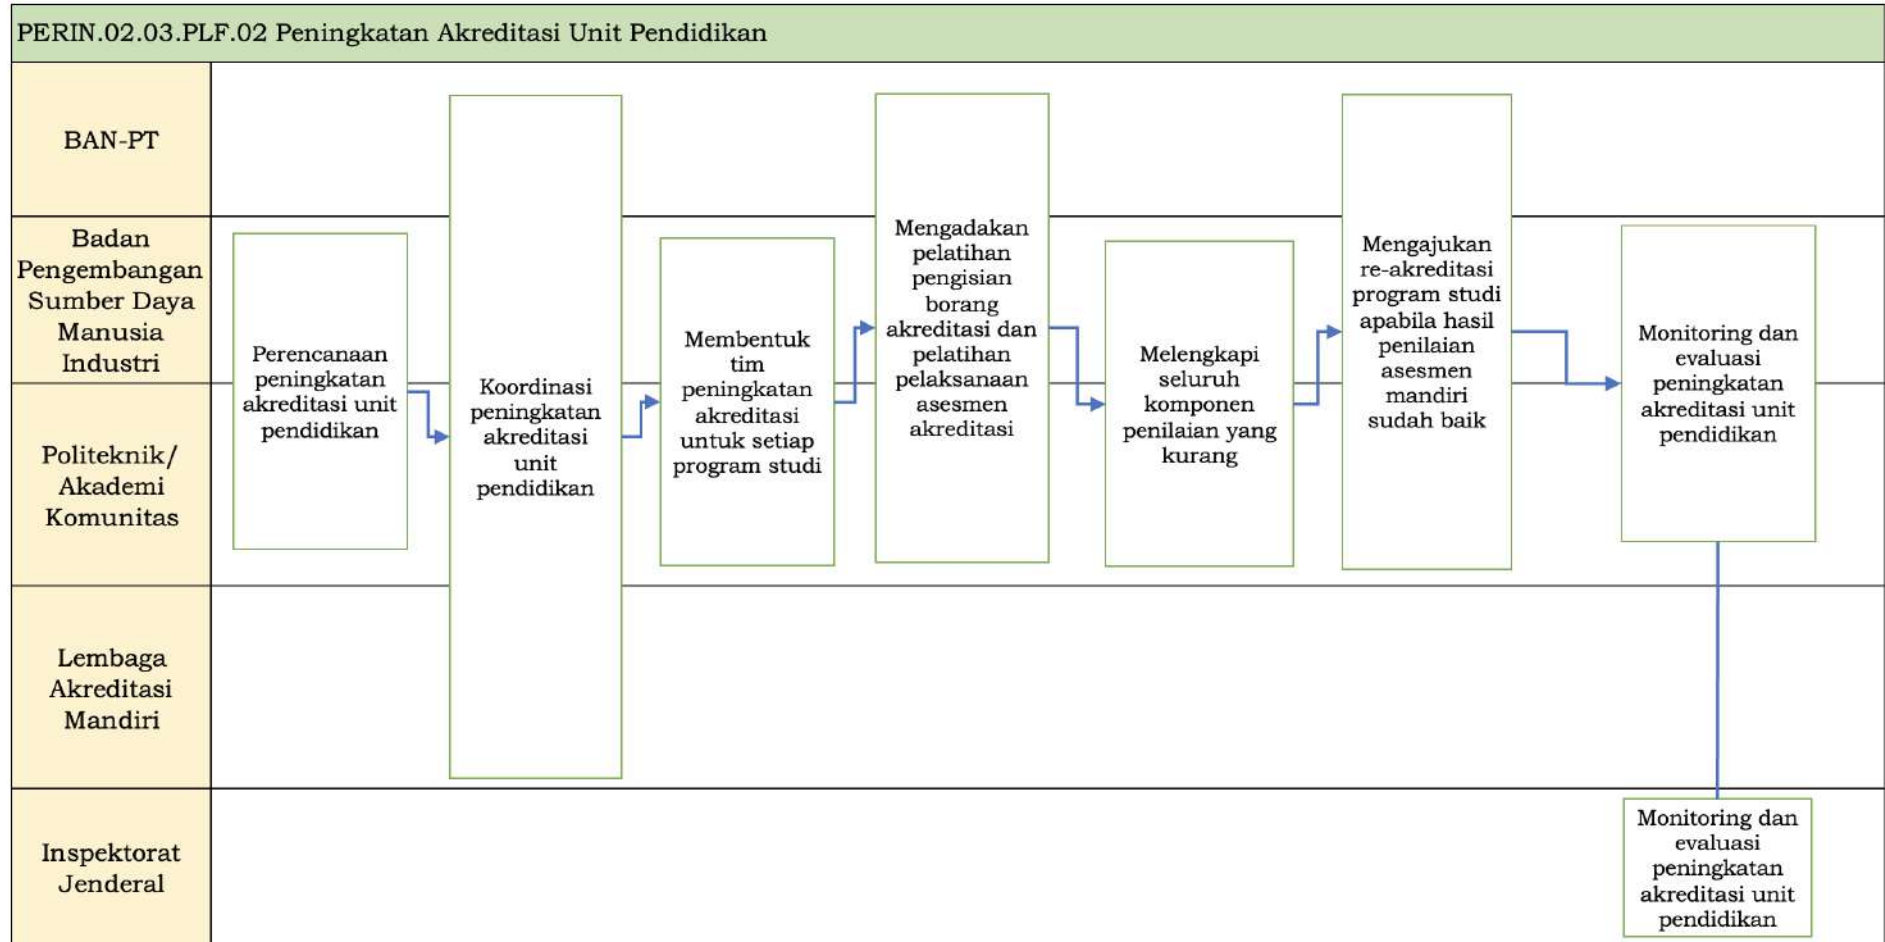 PERIN.02.03.PLF.02 Peningkatan Akreditasi Unit Pendidikan
BAN-PT
Badan
Pengembangan
Sumber Daya
Manusia
Industri
Politeknik/
Akademi
Komunitas
Lembaga
Akreditasi
Mandiri
Inspektorat
Jenderal
Perencanaan
peningkatan
akreditasi unit
pendidikan
Koordinasi
peningkatan
akreditasi
unit
pendidikan
Membentuk
tim
peningkatan
akreditasi
untuk setiap
program studi
Mengadakan
pelatihan
pengisian
borang
akreditasi dan
pelatihan
pelaksanaan
asesmen
akreditasi
Melengkapi
seluruh
komponen
penilaian yang
kurang
Mengajukan
re-akreditasi
program studi
apabila hasil
penilaian
asesmen
mandiri
sudah baik
Monitoring dan
evaluasi
peningkatan
akreditasi unit
pendidikan
Monitoring dan
evaluasi
peningkatan
akreditasi unit
pendidikan